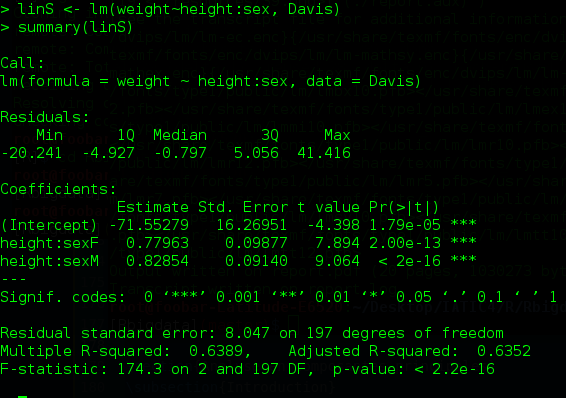 > linS <- lm(weight~height:sex, Davis)
> summary(linS)
Call:
lm(formula = weight ~ height:sex, data = Davis)
Residuals:
    Min      1Q  Median      3Q     Max
-20.241  -4.927  -0.797   5.056  41.416
Coefficients:
             Estimate Std. Error t value Pr(>|t|)
(Intercept) -71.55279   16.26951  -4.398 1.79e-05 ***
height:sexF   0.77963    0.09877   7.894 2.00e-13 ***
height:sexM   0.82854    0.09140   9.064  < 2e-16 ***
---
Signif. codes:  0 ‘***’ 0.001 ‘**’ 0.01 ‘*’ 0.05 ‘.’ 0.1 ‘ ’ 1
Residual standard error: 8.047 on 197 degrees of freedom
Multiple R-squared:  0.6389,    Adjusted R-squared:  0.6352
F-statistic: 174.3 on 2 and 197 DF,  p-value: < 2.2e-16